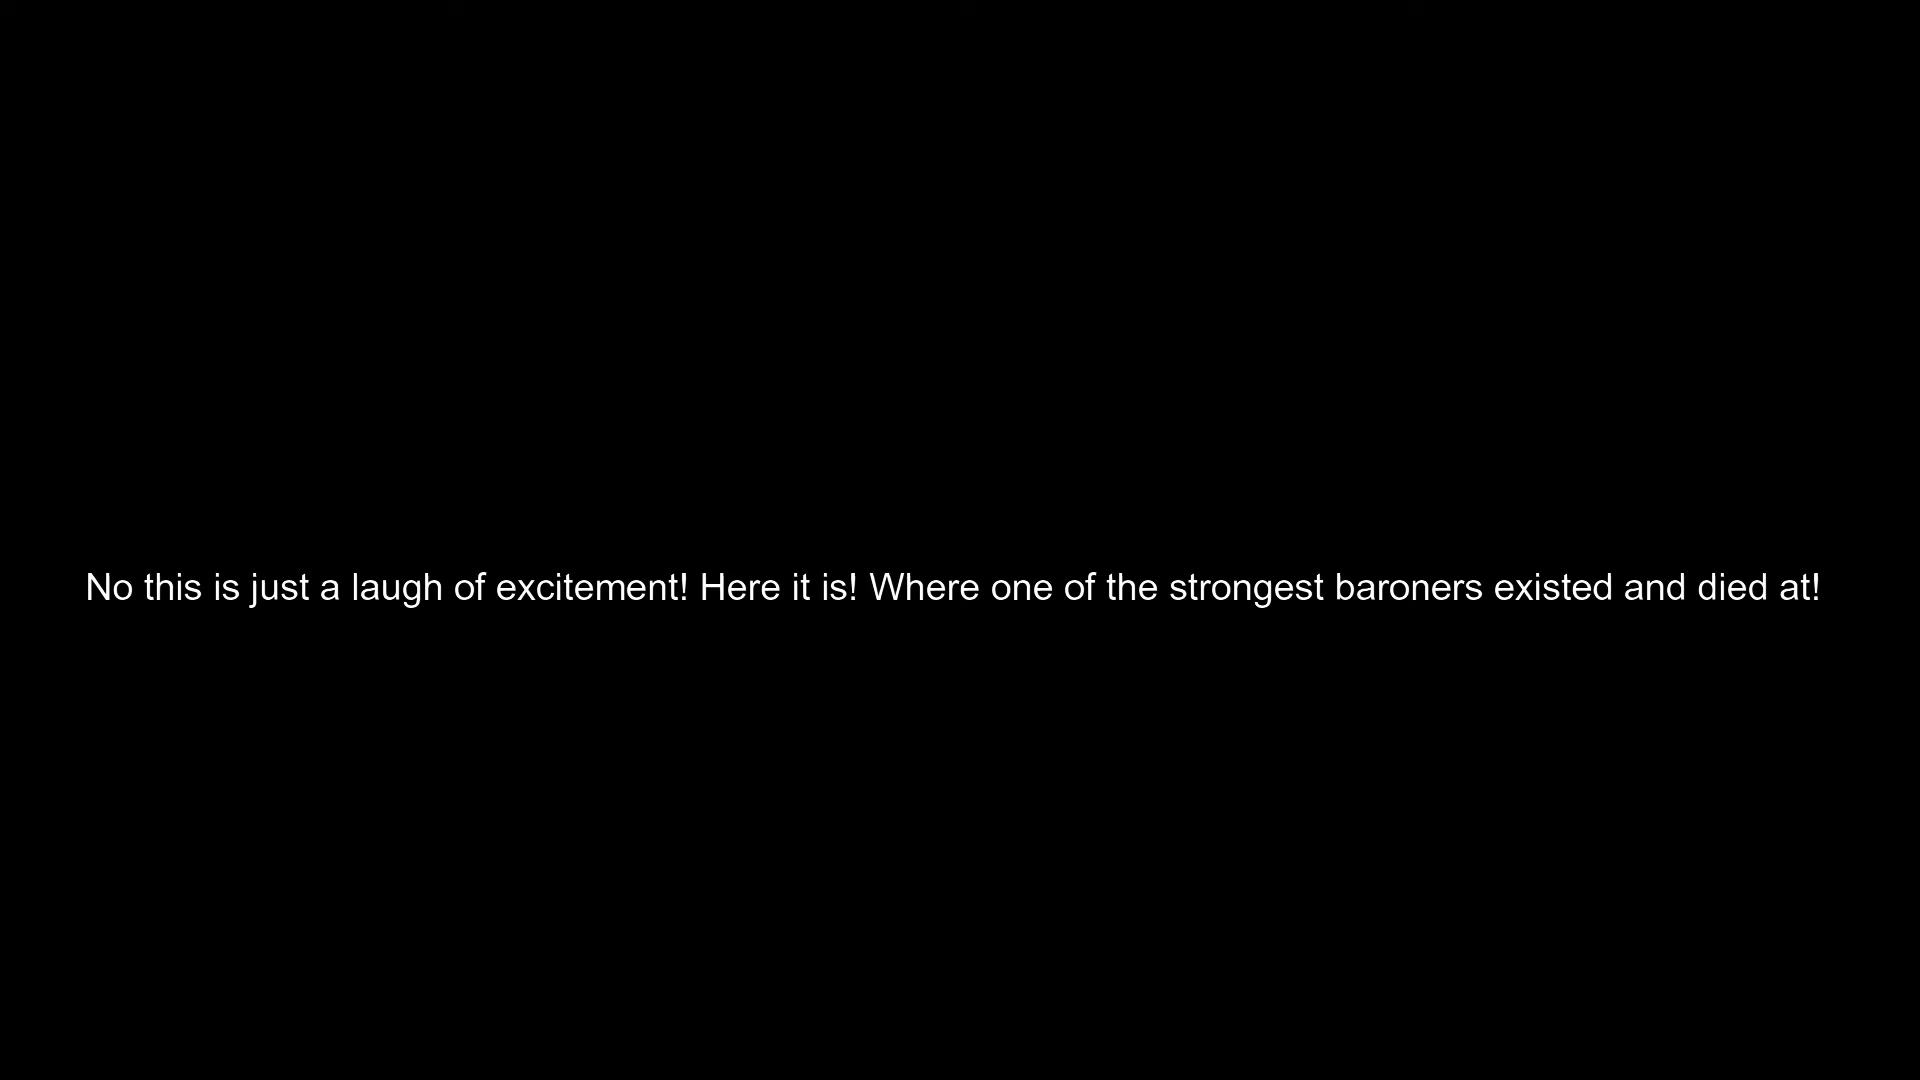 No this is just a laugh of excitement! Here it is! Where one of the strongest baroners existed and died at!